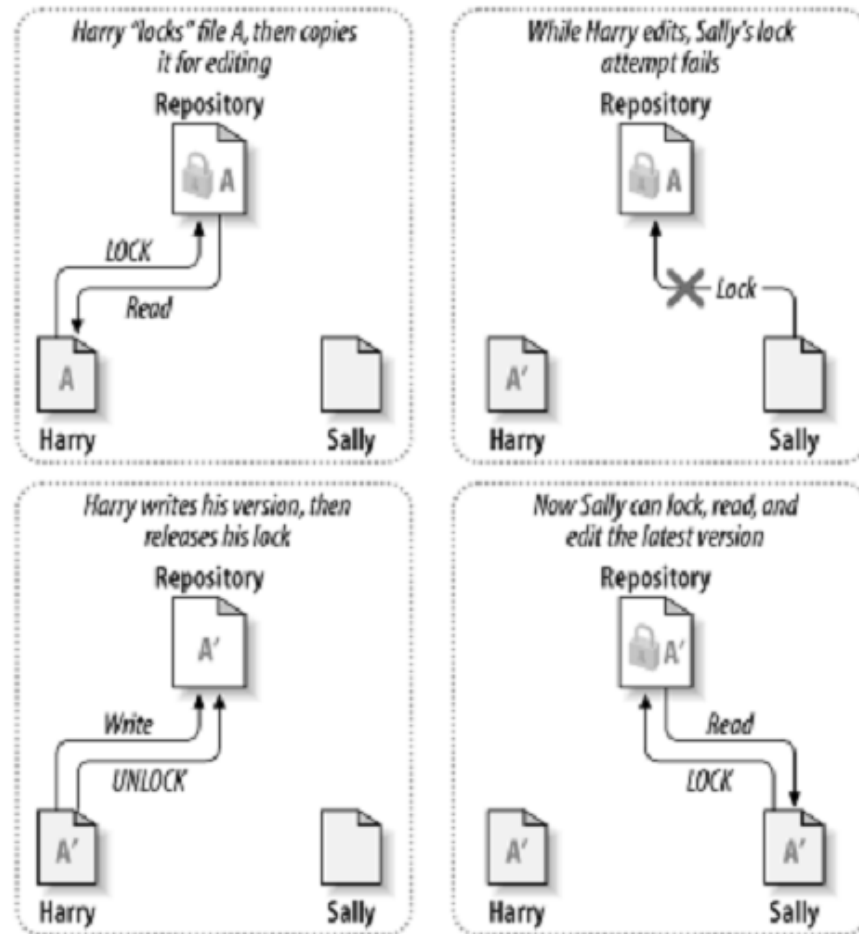 Harry "locks" file A, then copies
it for editing
Repository
A
LOCK
Read
A
Harry
Sally
While Harry edits, Sally's lock
attempt fails
Repository
A
Lock
A′
Harry
Sally
Harry writes his version, then
releases his lock
Repository
A′
Write
UNLOCK
A′
Harry
Sally
Now Sally can lock, read, and
edit the latest version
Repository
A′
Read
LOCK
A′
A′
Harry
Sally